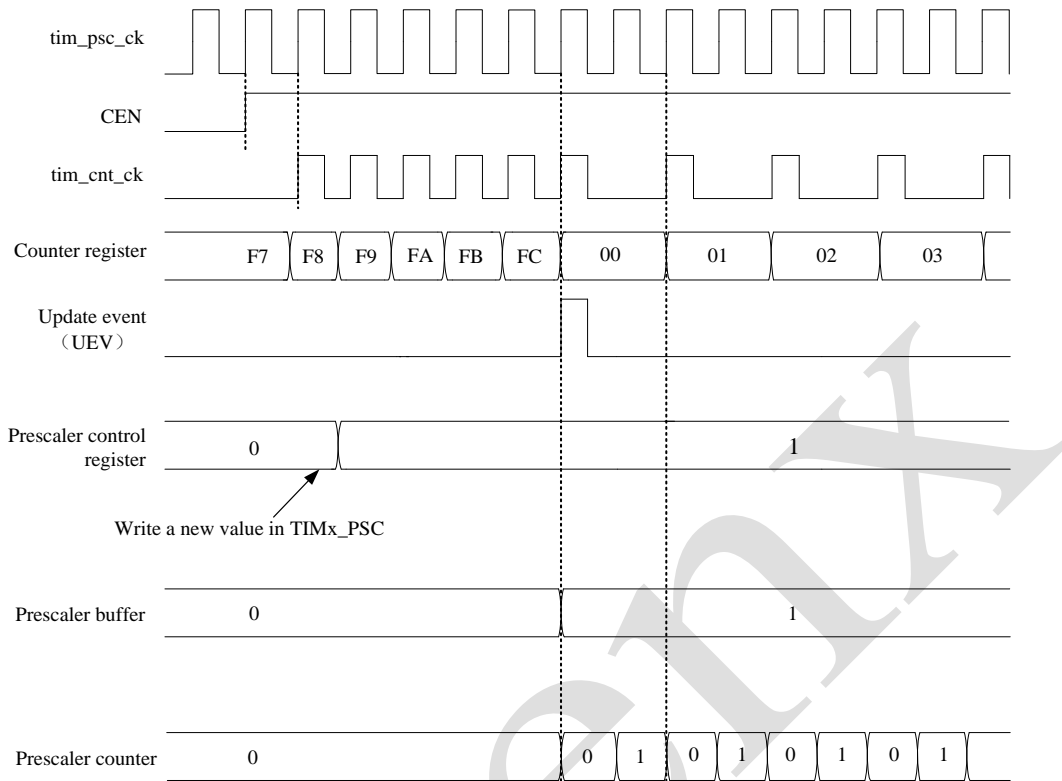 tim_psc_ck
CEN
tim_cnt_ck
Counter register F7 F8 F9 FA FB FC 00 01 02 03
Update event
（UEV）
Prescaler control
register
0 1
Write a new value in TIMx_PSC
Prescaler buffer 0 1
Prescaler counter 0 0 1 0 1 0 1 0 1
enx